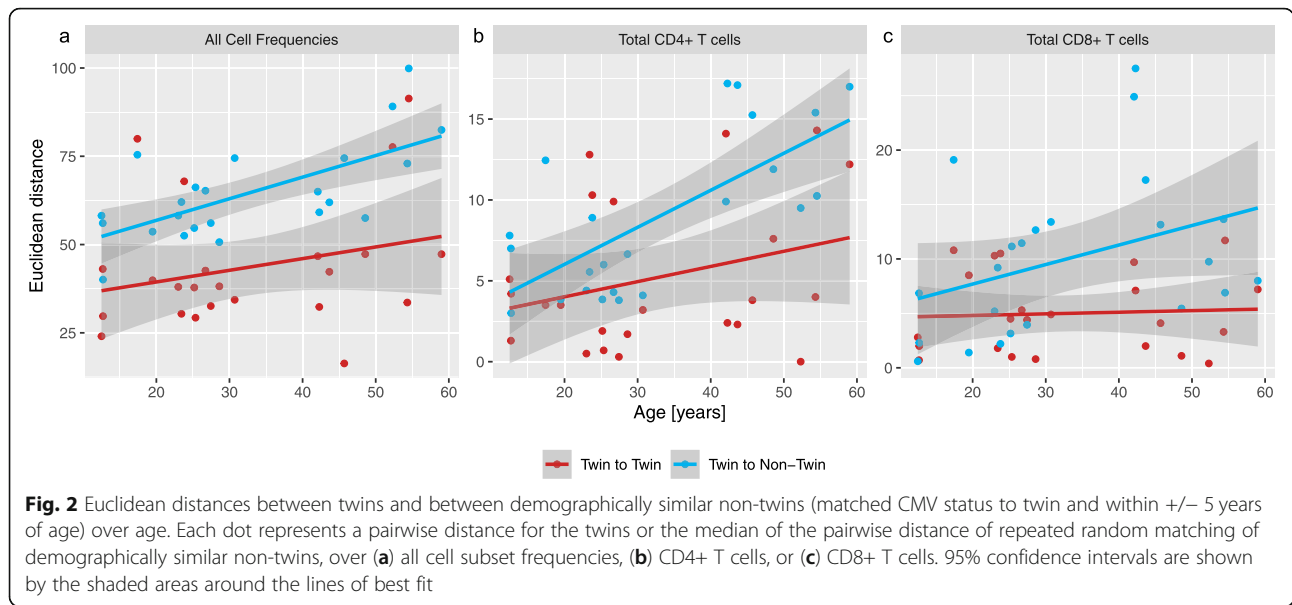 a
All Cell Frequencies
b
Total CD4+ T cells
c
Total CD8+ T cells
Euclidean distance
100
75
50
25
15
10
5
0
20
10
0
20 30 40 50 60
20 30 40 50 60
20 30 40 50 60
Age [years]
Twin to Twin
Twin to Non−Twin
Fig. 2 Euclidean distances between twins and between demographically similar non-twins (matched CMV status to twin and within +/− 5 years
of age) over age. Each dot represents a pairwise distance for the twins or the median of the pairwise distance of repeated random matching of
demographically similar non-twins, over (a) all cell subset frequencies, (b) CD4+ T cells, or (c) CD8+ T cells. 95% confidence intervals are shown
by the shaded areas around the lines of best fit